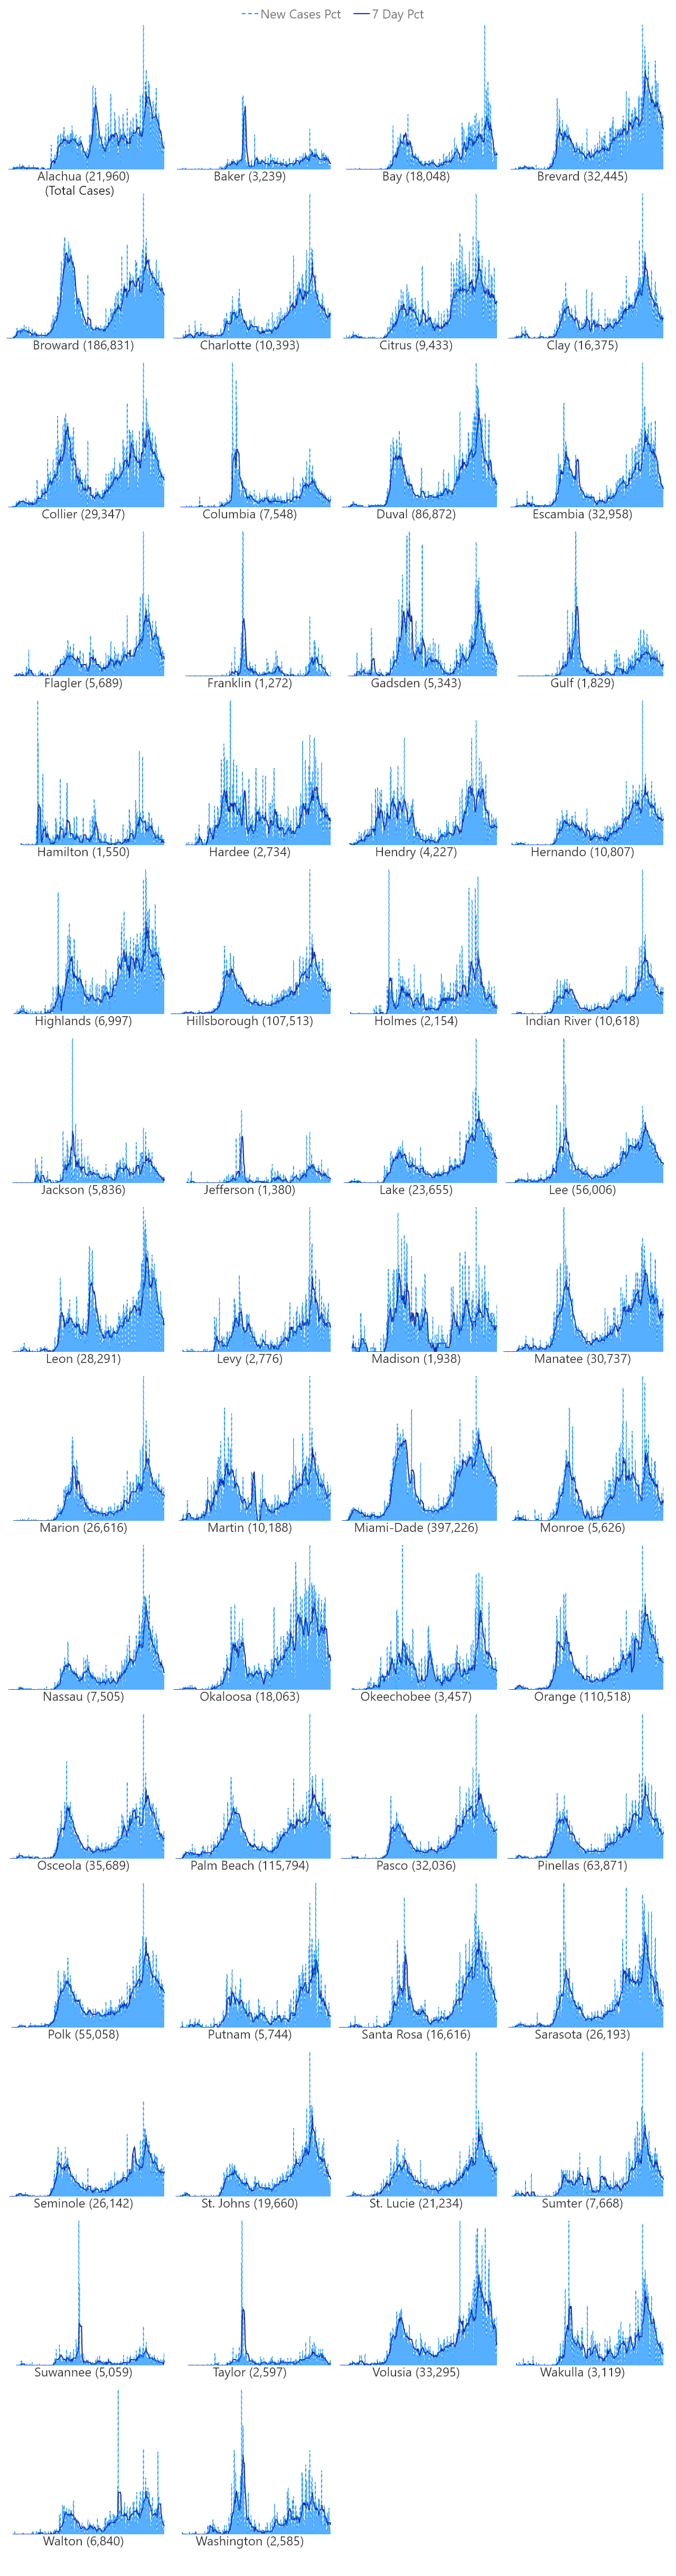 New Cases Pct 7 Day Pct
Alachua (21,960) Baker (3,239) Bay (18,048) Brevard (32,445)
(Total Cases)
Broward (186,831) Charlotte (10,393) Citrus (9,433) Clay (16,375)
Collier (29,347) Columbia (7,548) Duval (86,872) Escambia (32,958)
Flagler (5,689) Franklin (1,272) Gadsden (5,343) Gulf (1,829)
Hamilton (1,550) Hardee (2,734) Hendry (4,227) Hernando (10,807)
Highlands (6,997) Hillsborough (107,513) Holmes (2,154) Indian River (10,618)
Jackson (5,836) Jefferson (1,380) Lake (23,655) Lee (56,006)
Leon (28,291) Levy (2,776) Madison (1,938) Manatee (30,737)
Marion (26,616) Martin (10,188) Miami-Dade (397,226) Monroe (5,626)
Nassau (7,505) Okaloosa (18,063) Okeechobee (3,457) Orange (110,518)
Osceola (35,689) Palm Beach (115,794) Pasco (32,036) Pinellas (63,871)
Polk (55,058) Putnam (5,744) Santa Rosa (16,616) Sarasota (26,193)
Seminole (26,142) St. Johns (19,660) St. Lucie (21,234) Sumter (7,668)
Suwannee (5,059) Taylor (2,597) Volusia (33,295) Wakulla (3,119)
Walton (6,840) Washington (2,585)